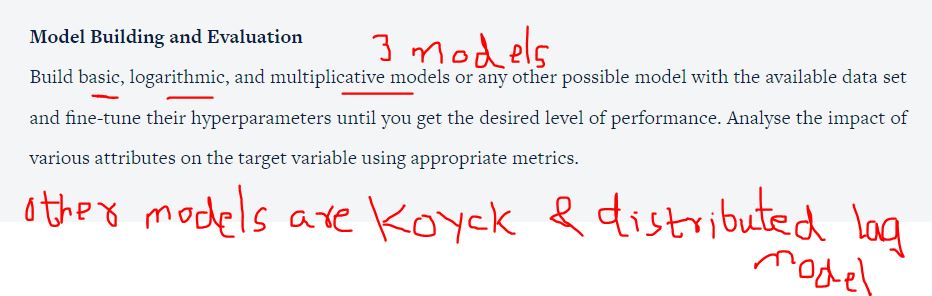 Model Building and Evaluation
3 models
Build basic, logarithmic, and multiplicative models or any other possible model with the available data set
and fine-tune their hyperparameters until you get the desired level of performance. Analyse the impact of
various attributes on the target variable using appropriate metrics.
other models are Koyck & distributed lag
model